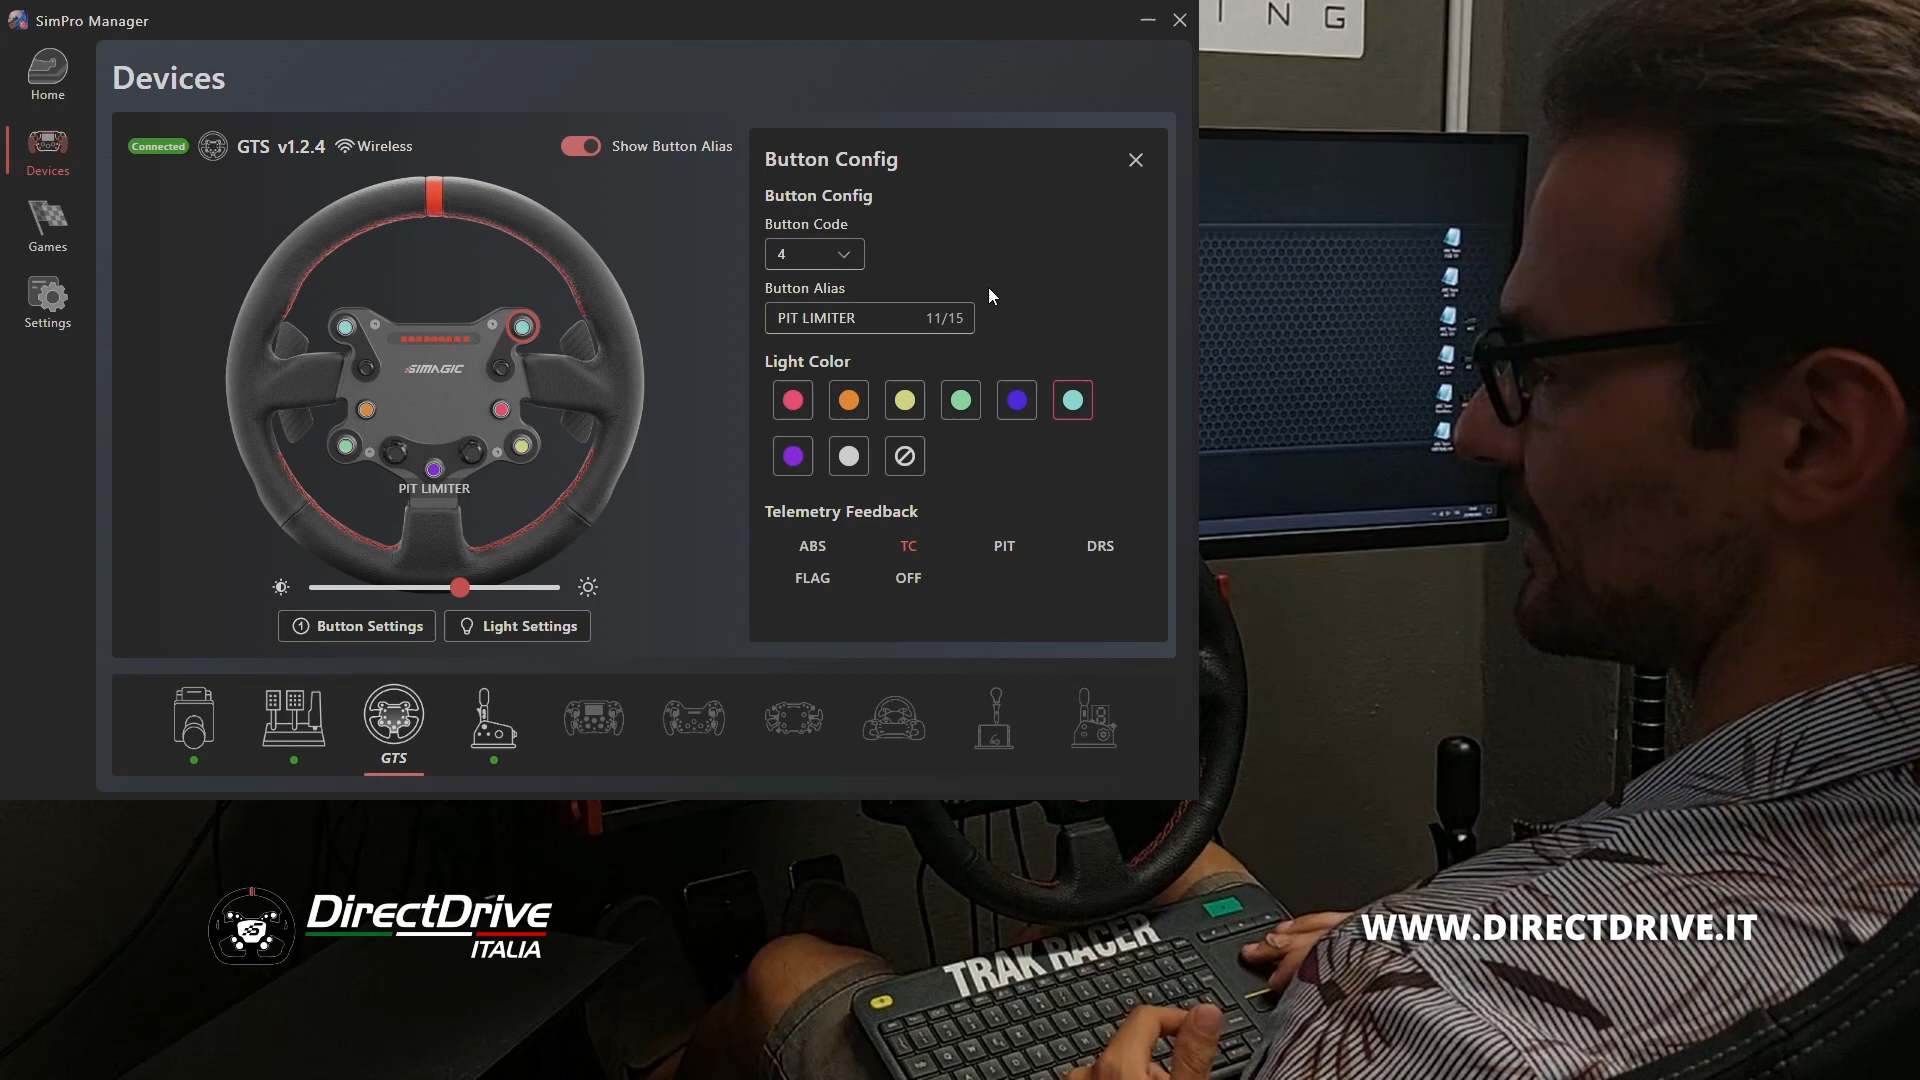 SimPro Manager
I N G
Home
Devices
Games
Settings
Devices
Connected
GTS v1.2.4
Wireless
Show Button Alias
SIMAGIC
PIT LIMITER
Button Settings
Light Settings
Button Config
Button Config
Button Code
4
Button Alias
PIT LIMITER 11/15
Light Color
Telemetry Feedback
ABS TC PIT DRS
FLAG OFF
GTS
DirectDrive
ITALIA
TRAK RACER
WWW.DIRECTDRIVE.IT